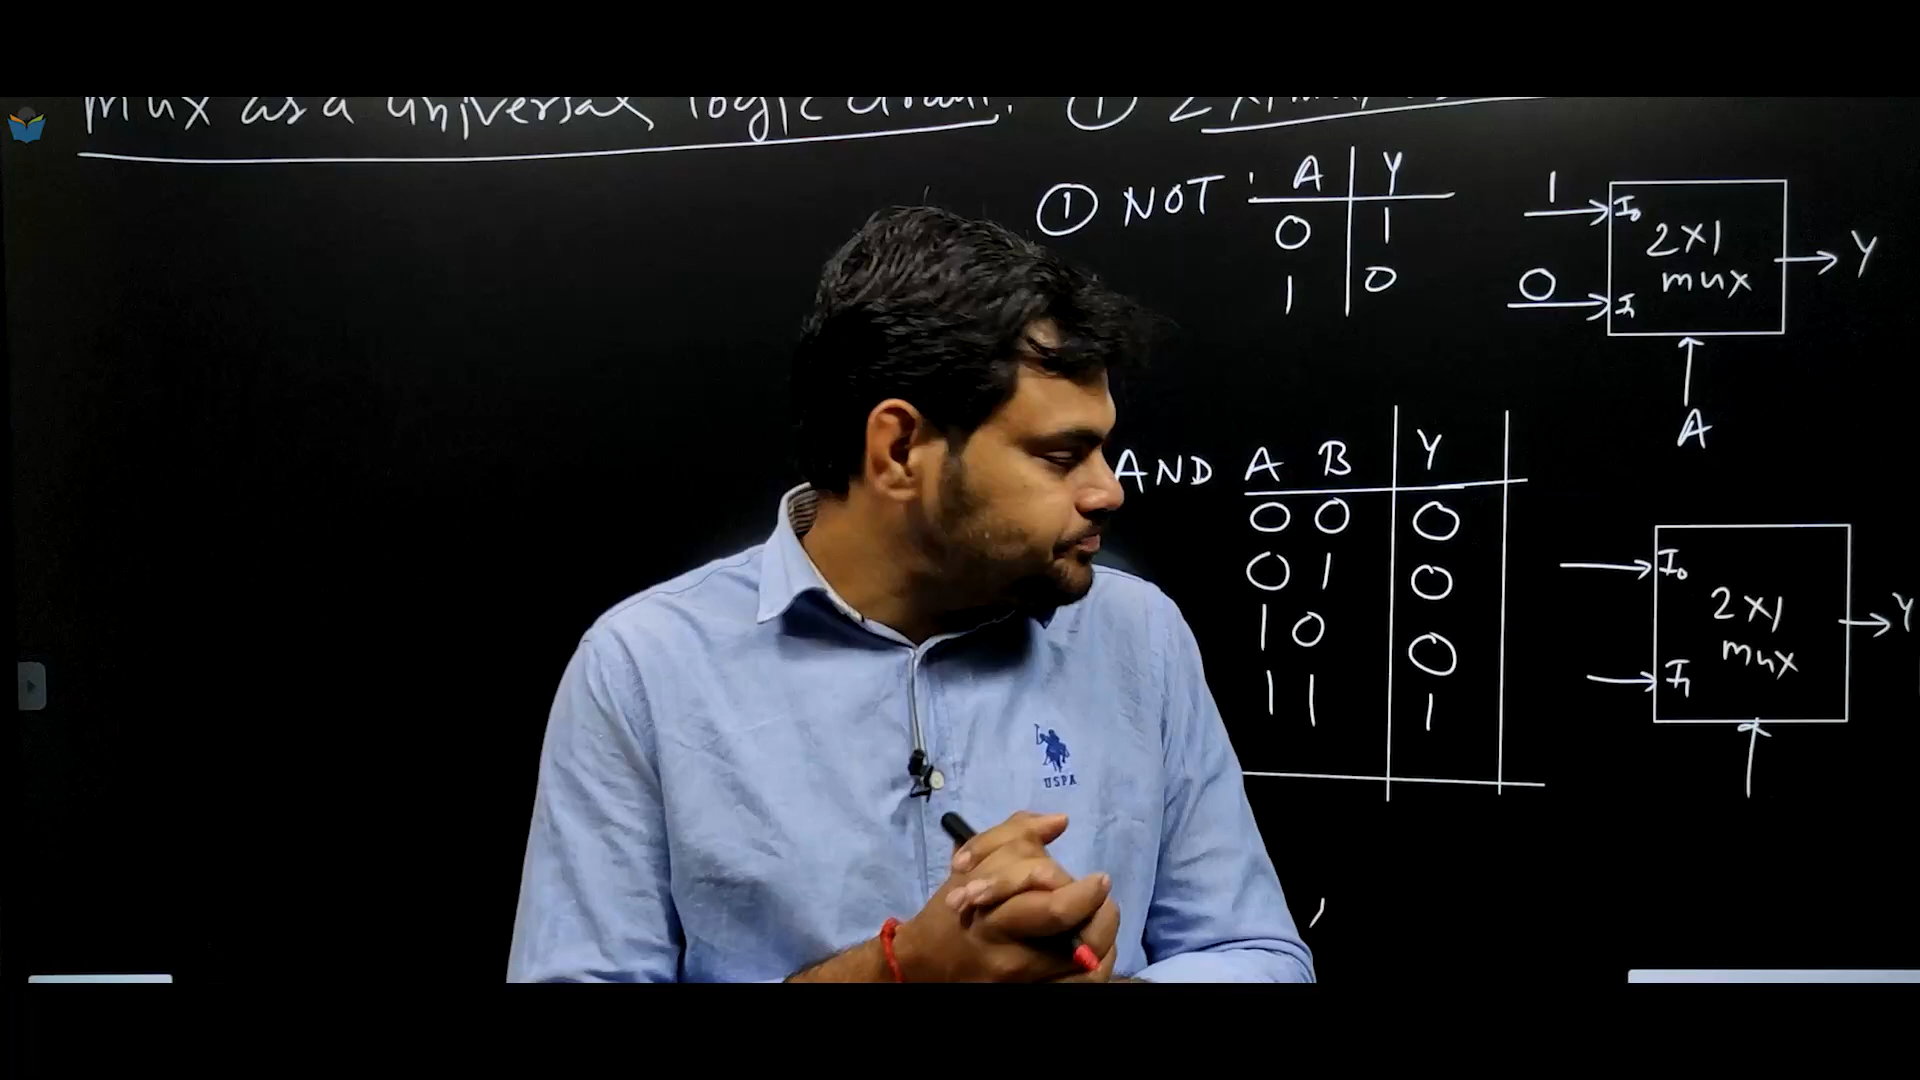 Mux as a universal logic
① NOT : A Y
0 1
1 0
1 I₀
0 I₁
2X1
mux
Y
A
AND A B Y
0 0 0
0 1 0
1 0 0
1 1 1
I₀
I₁
2X1
mux
Y
USPA